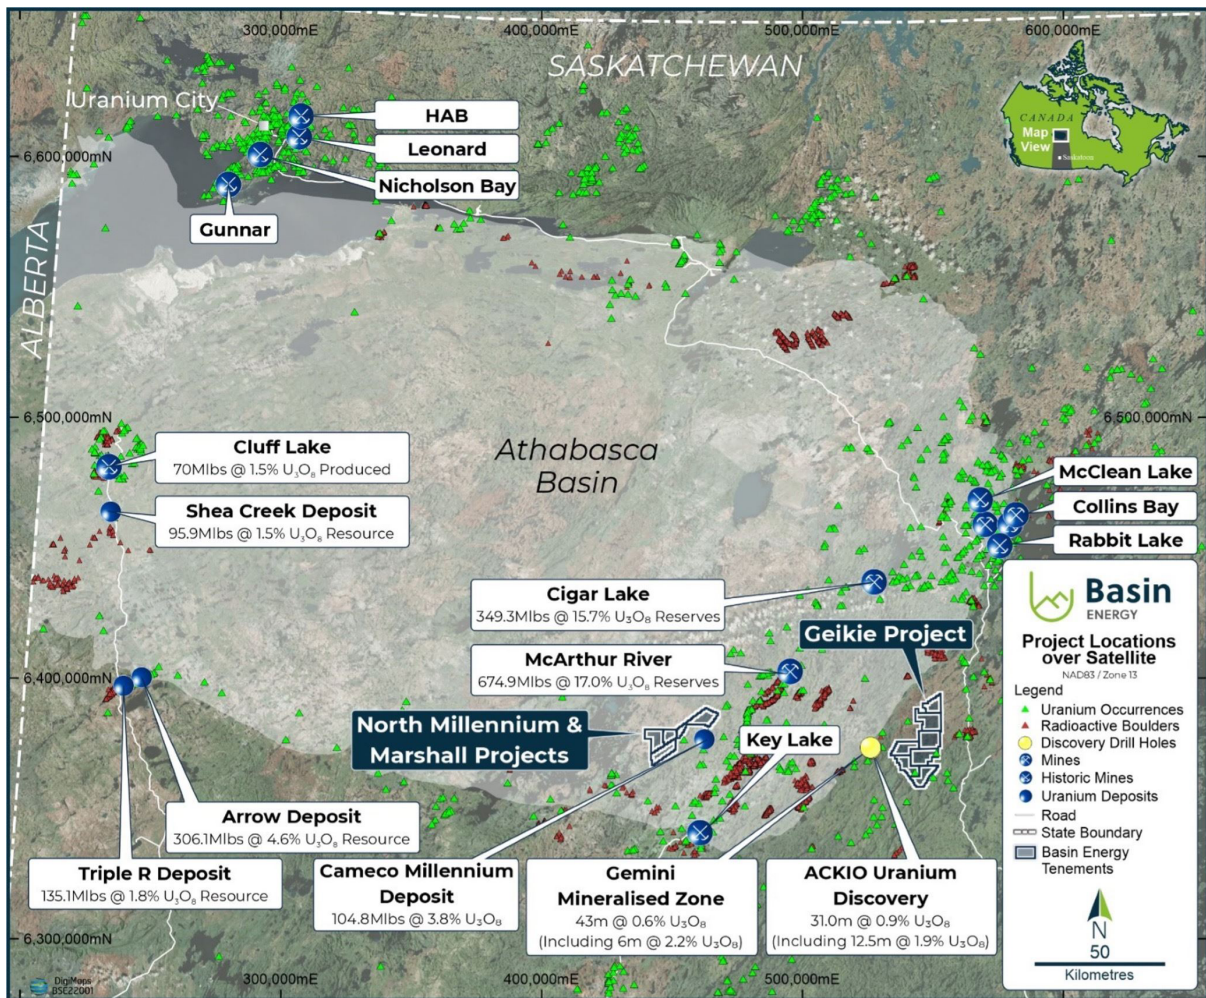 300,000mE
400,000mE
500,000mE
600,000mE
SASKATCHEWAN
CANADA
Map
View
Saskatoon
Uranium City
HAB
Leonard
Nicholson Bay
Gunnar
6,600,000mN
6,600,000mN
ALBERTA
6,500,000mN
6,500,000mN
Cluff Lake
70Mlbs @ 1.5% U₃O₈ Produced
Shea Creek Deposit
95.9Mlbs @ 1.5% U₃O₈ Resource
Athabasca
Basin
McClean Lake
Collins Bay
Rabbit Lake
Cigar Lake
349.3Mlbs @ 15.7% U₃O₈ Reserves
Geikie Project
McArthur River
674.9Mlbs @ 17.0% U₃O₈ Reserves
6,400,000mN
North Millennium &
Marshall Projects
Key Lake
Arrow Deposit
306.1Mlbs @ 4.6% U₃O₈ Resource
Triple R Deposit
135.1Mlbs @ 1.8% U₃O₈ Resource
Cameco Millennium
Deposit
104.8Mlbs @ 3.8% U₃O₈
Gemini
Mineralised Zone
43m @ 0.6% U₃O₈
(Including 6m @ 2.2% U₃O₈)
ACKIO Uranium
Discovery
31.0m @ 0.9% U₃O₈
(Including 12.5m @ 1.9% U₃O₈)
Basin
ENERGY
Project Locations
over Satellite
NAD83 / Zone 13
Legend
Uranium Occurrences
Radioactive Boulders
Discovery Drill Holes
Mines
Historic Mines
Uranium Deposits
Road
State Boundary
Basin Energy
Tenements
N
50
Kilometres
6,300,000mN
DigiMaps
BSE22001
300,000mE
400,000mE
500,000mE